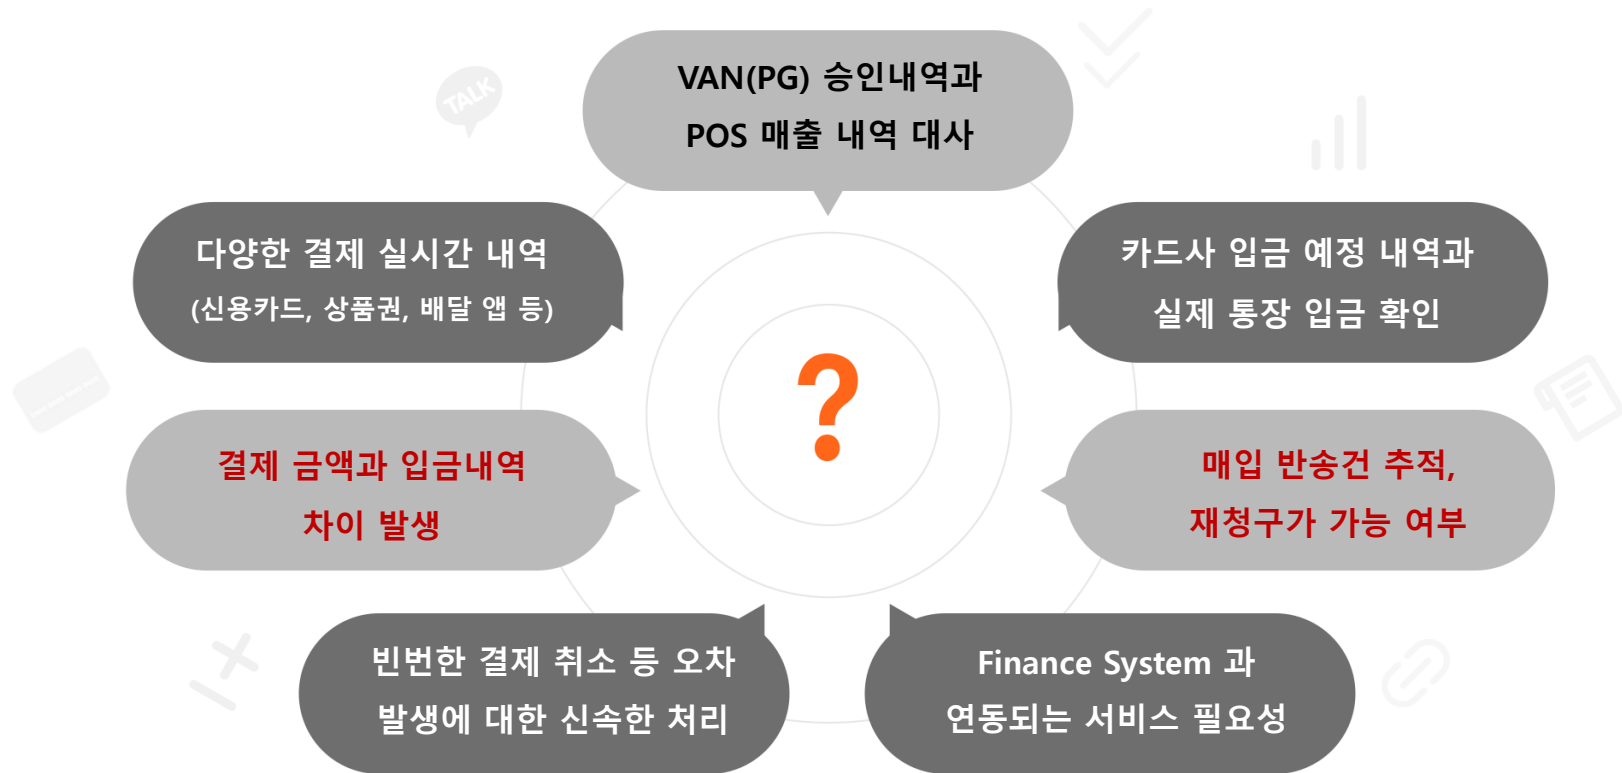 TALK
VAN(PG) 승인내역과
POS 매출 내역 대사
다양한 결제 실시간 내역
(신용카드, 상품권, 배달 앱 등)
카드사 입금 예정 내역과
실제 통장 입금 확인
?
결제 금액과 입금내역
차이 발생
매입 반송건 추적,
재청구가 가능 여부
빈번한 결제 취소 등 오차
발생에 대한 신속한 처리
Finance System 과
연동되는 서비스 필요성